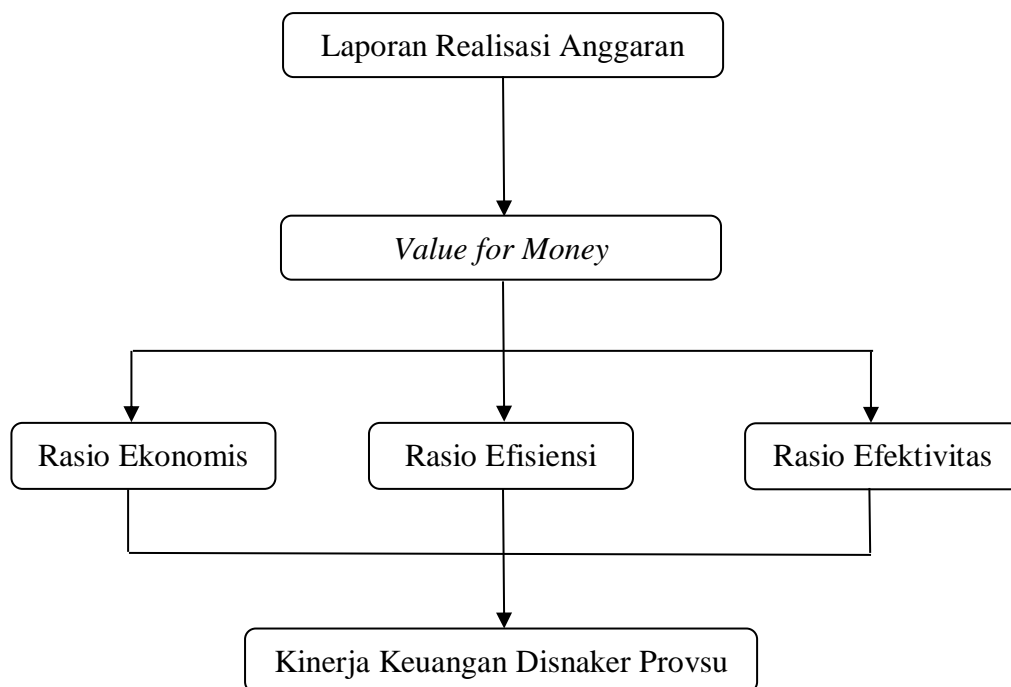 Laporan Realisasi Anggaran
Value for Money
Rasio Ekonomis
Rasio Efisiensi
Rasio Efektivitas
Kinerja Keuangan Disnaker Provsu